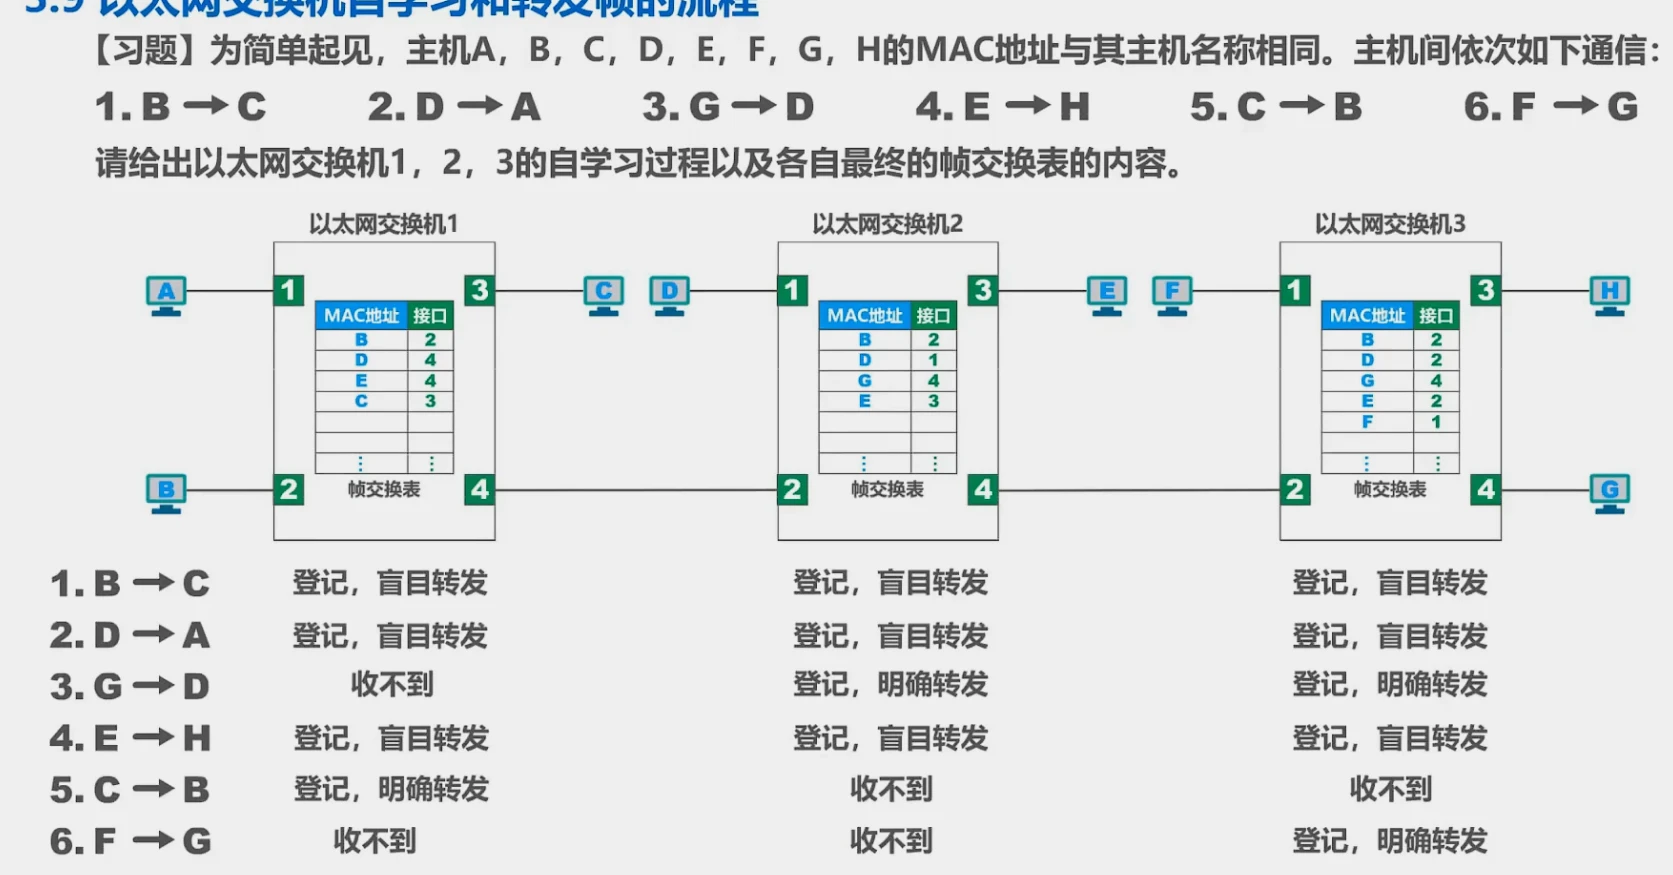 3.9 以太网交换机自学习和转发帧的流程
【习题】为简单起见，主机A，B，C，D，E，F，G，H的MAC地址与其主机名称相同。主机间依次如下通信：
1. B → C 2. D → A 3. G → D 4. E → H 5. C → B 6. F → G
请给出以太网交换机1，2，3的自学习过程以及各自最终的帧交换表的内容。
以太网交换机1 以太网交换机2 以太网交换机3
A 1 3 C D 1 3 E F 1 3 H
MAC地址 接口 MAC地址 接口 MAC地址 接口
B 2 B 2 B 2
D 4 D 1 D 2
E 4 G 4 G 4
C 3 E 3 E 2
F 1
⋮ ⋮ ⋮ ⋮ ⋮ ⋮
B 2 帧交换表 4 2 帧交换表 4 2 帧交换表 4 G
1. B → C 登记，盲目转发 登记，盲目转发 登记，盲目转发
2. D → A 登记，盲目转发 登记，盲目转发 登记，盲目转发
3. G → D 收不到 登记，明确转发 登记，明确转发
4. E → H 登记，盲目转发 登记，盲目转发 登记，盲目转发
5. C → B 登记，明确转发 收不到 收不到
6. F → G 收不到 收不到 登记，明确转发